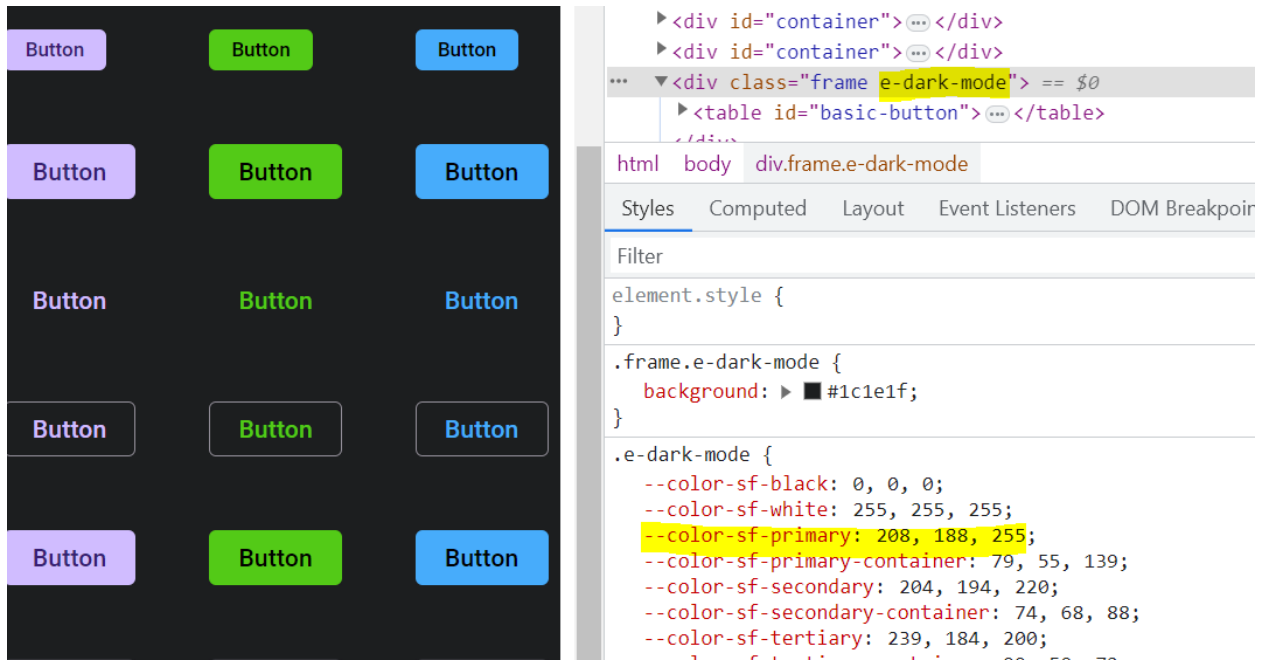 Button Button Button
Button Button Button
Button Button Button
Button Button Button
Button Button Button
<div id="container"> ••• </div>
<div id="container"> ••• </div>
••• <div class="frame e-dark-mode"> == $0
<table id="basic-button"> ••• </table>
</div>
html body div.frame.e-dark-mode
Styles Computed Layout Event Listeners DOM Breakpoin
Filter
element.style {
}
.frame.e-dark-mode {
background: #1c1e1f;
}
.e-dark-mode {
--color-sf-black: 0, 0, 0;
--color-sf-white: 255, 255, 255;
--color-sf-primary: 208, 188, 255;
--color-sf-primary-container: 79, 55, 139;
--color-sf-secondary: 204, 194, 220;
--color-sf-secondary-container: 74, 68, 88;
--color-sf-tertiary: 239, 184, 200;